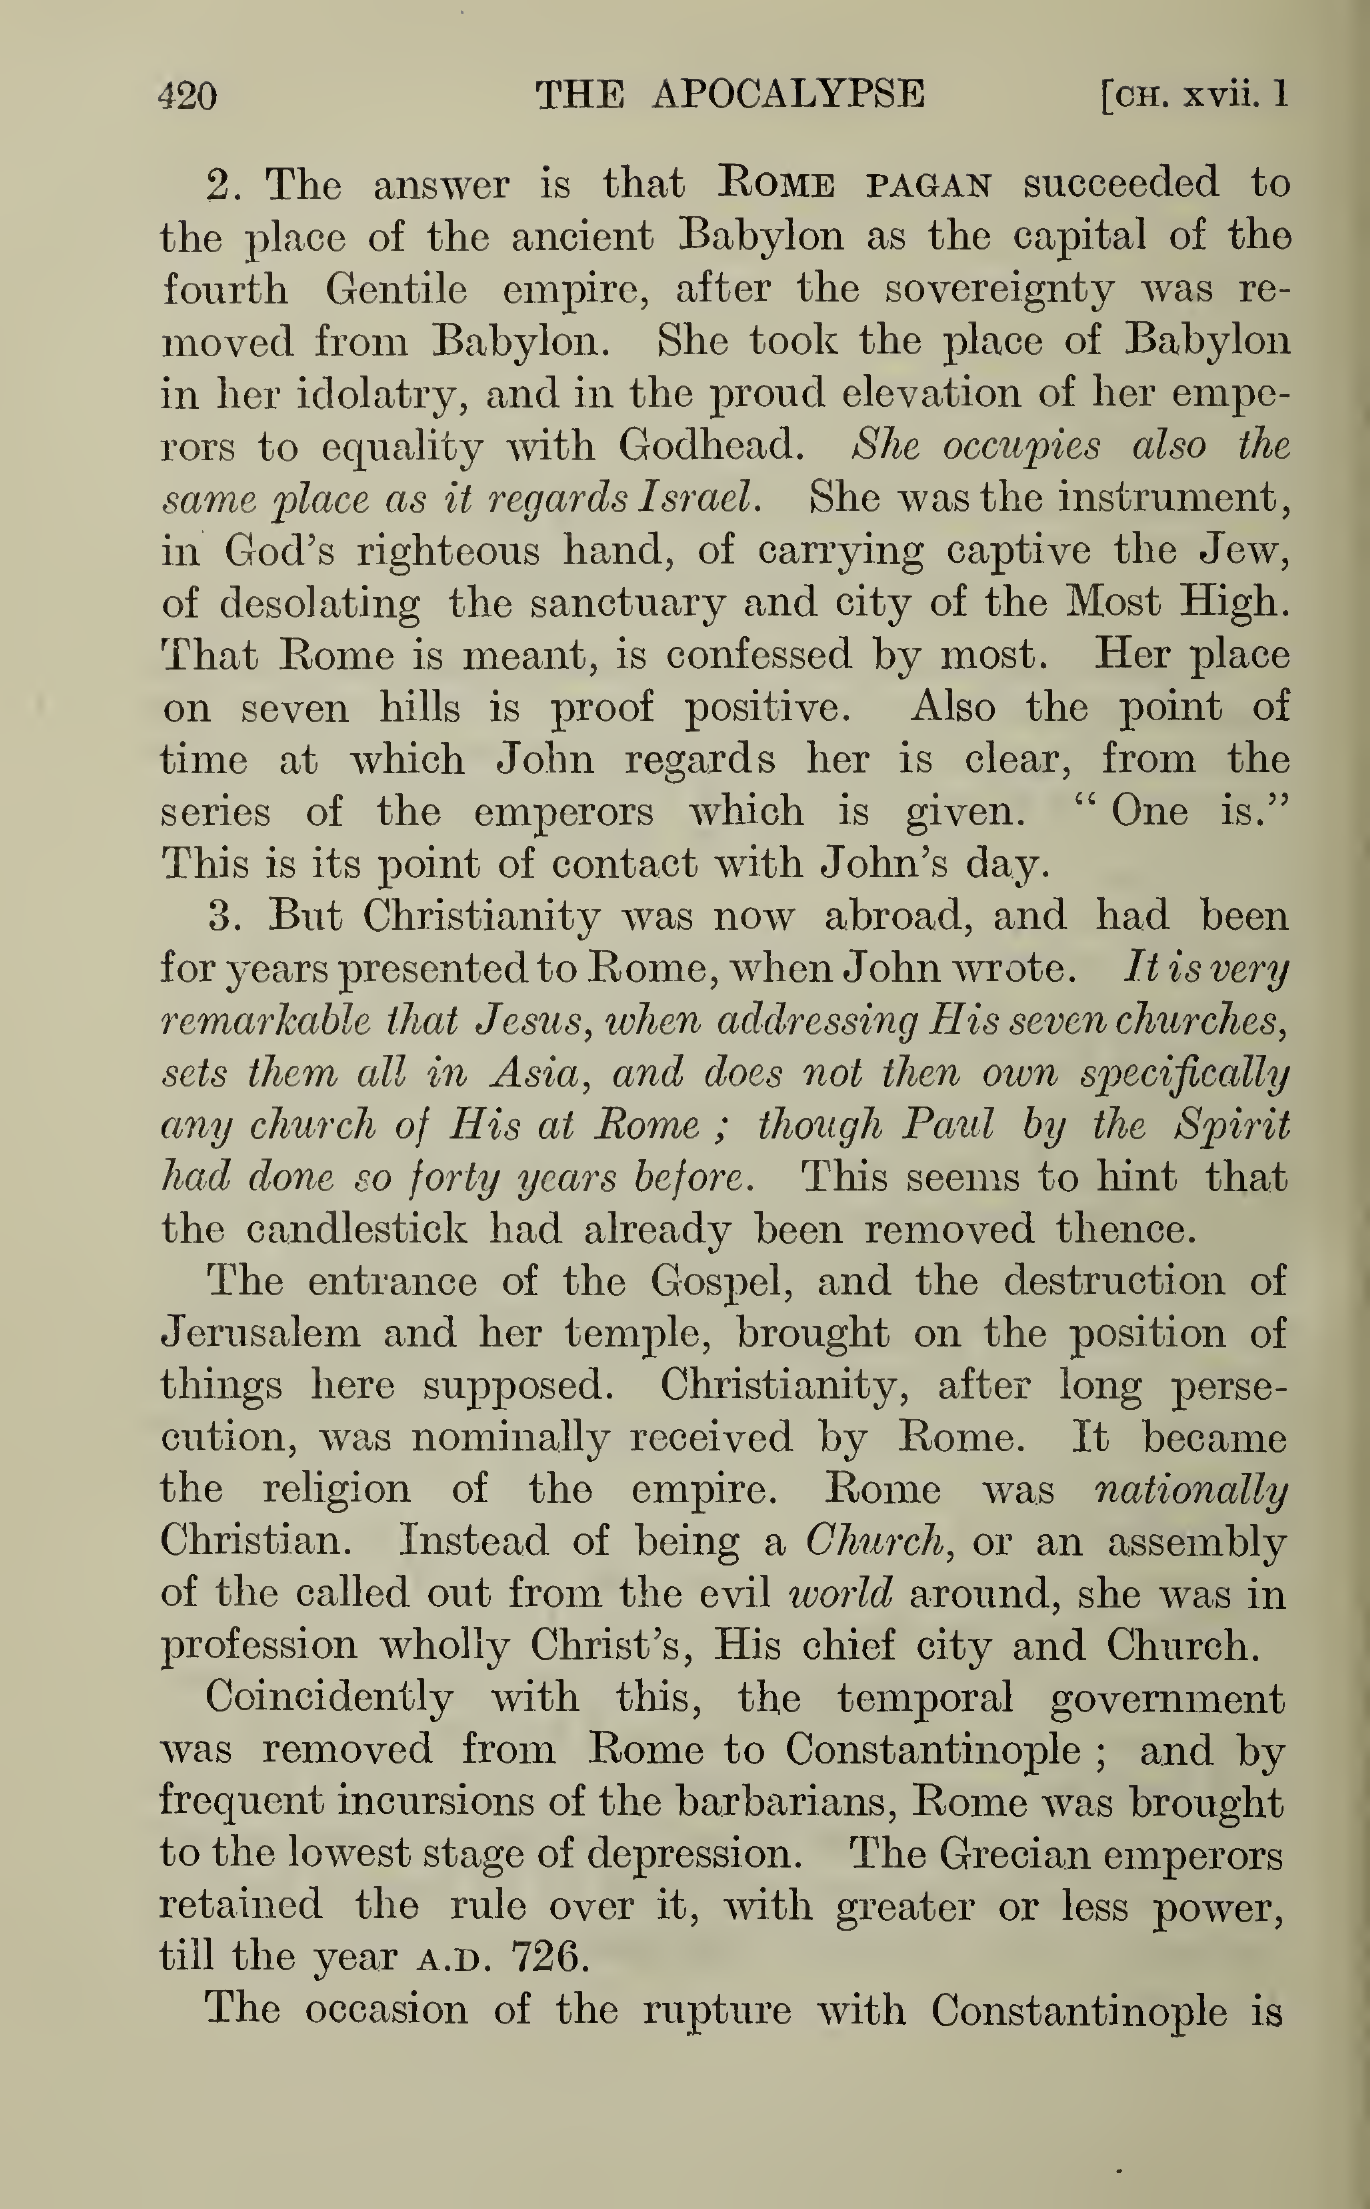 420 THE APOCALYPSE [CH. xvii. 1
2. The answer is that ROME PAGAN succeeded to
the place of the ancient Babylon as the capital of the
fourth Gentile empire, after the sovereignty was re-
moved from Babylon. She took the place of Babylon
in her idolatry, and in the proud elevation of her empe-
rors to equality with Godhead. She occupies also the
same place as it regards Israel. She was the instrument,
in God's righteous hand, of carrying captive the Jew,
of desolating the sanctuary and city of the Most High.
That Rome is meant, is confessed by most. Her place
on seven hills is proof positive. Also the point of
time at which John regards her is clear, from the
series of the emperors which is given. “ One is.”
This is its point of contact with John's day.
3. But Christianity was now abroad, and had been
for years presented to Rome, when John wrote. It is very
remarkable that Jesus, when addressing His seven churches,
sets them all in Asia, and does not then own specifically
any church of His at Rome ; though Paul by the Spirit
had done so forty years before. This seems to hint that
the candlestick had already been removed thence.
The entrance of the Gospel, and the destruction of
Jerusalem and her temple, brought on the position of
things here supposed. Christianity, after long perse-
cution, was nominally received by Rome. It became
the religion of the empire. Rome was nationally
Christian. Instead of being a Church, or an assembly
of the called out from the evil world around, she was in
profession wholly Christ's, His chief city and Church.
Coincidently with this, the temporal government
was removed from Rome to Constantinople ; and by
frequent incursions of the barbarians, Rome was brought
to the lowest stage of depression. The Grecian emperors
retained the rule over it, with greater or less power,
till the year A.D. 726.
The occasion of the rupture with Constantinople is